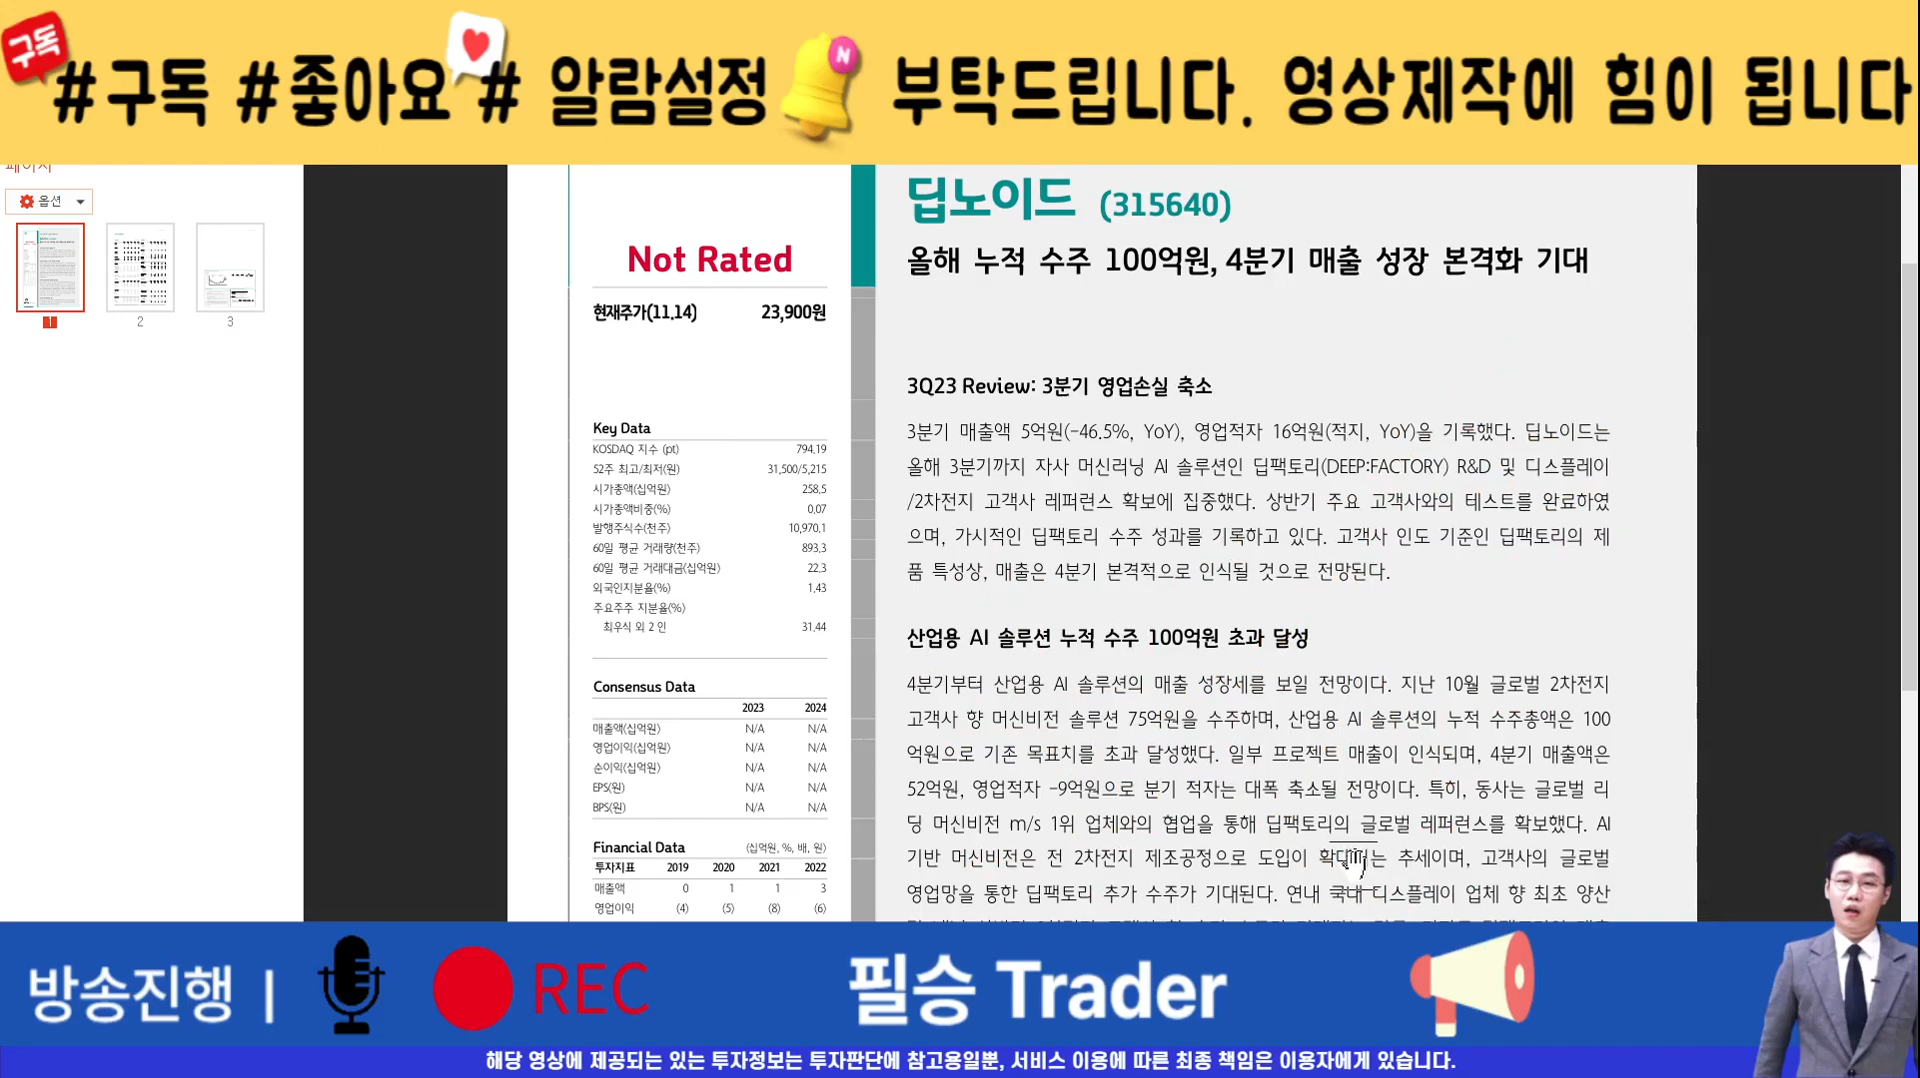 구독
#구독 #좋아요 # 알람설정 N 부탁드립니다. 영상제작에 힘이 됩니다
페이지
옵션
1
2
3
딥노이드 (315640)
올해 누적 수주 100억원, 4분기 매출 성장 본격화 기대
Not Rated
현재주가(11.14) 23,900원
Key Data
KOSDAQ 지수 (pt) 794.19
52주 최고/최저(원) 31,500/5,215
시가총액(십억원) 258.5
시가총액비중(%) 0.07
발행주식수(천주) 10,970.1
60일 평균 거래량(천주) 893.3
60일 평균 거래대금(십억원) 22.3
외국인지분율(%) 1.43
주요주주 지분율(%)
최우식 외 2 인 31.44
Consensus Data
2023 2024
매출액(십억원) N/A N/A
영업이익(십억원) N/A N/A
순이익(십억원) N/A N/A
EPS(원) N/A N/A
BPS(원) N/A N/A
Financial Data (십억원, %, 배, 원)
투자지표 2019 2020 2021 2022
매출액 0 1 1 3
영업이익 (4) (5) (8) (6)
3Q23 Review: 3분기 영업손실 축소
3분기 매출액 5억원(-46.5%, YoY), 영업적자 16억원(적지, YoY)을 기록했다. 딥노이드는
올해 3분기까지 자사 머신러닝 AI 솔루션인 딥팩토리(DEEP:FACTORY) R&D 및 디스플레이
/2차전지 고객사 레퍼런스 확보에 집중했다. 상반기 주요 고객사와의 테스트를 완료하였
으며, 가시적인 딥팩토리 수주 성과를 기록하고 있다. 고객사 인도 기준인 딥팩토리의 제
품 특성상, 매출은 4분기 본격적으로 인식될 것으로 전망된다.
산업용 AI 솔루션 누적 수주 100억원 초과 달성
4분기부터 산업용 AI 솔루션의 매출 성장세를 보일 전망이다. 지난 10월 글로벌 2차전지
고객사 향 머신비전 솔루션 75억원을 수주하며, 산업용 AI 솔루션의 누적 수주총액은 100
억원으로 기존 목표치를 초과 달성했다. 일부 프로젝트 매출이 인식되며, 4분기 매출액은
52억원, 영업적자 -9억원으로 분기 적자는 대폭 축소될 전망이다. 특히, 동사는 글로벌 리
딩 머신비전 m/s 1위 업체와의 협업을 통해 딥팩토리의 글로벌 레퍼런스를 확보했다. AI
기반 머신비전은 전 2차전지 제조공정으로 도입이 확대되는 추세이며, 고객사의 글로벌
영업망을 통한 딥팩토리 추가 수주가 기대된다. 연내 국내 디스플레이 업체 향 최초 양산
방송진행 | REC 필승 Trader
해당 영상에 제공되는 있는 투자정보는 투자판단에 참고용일뿐, 서비스 이용에 따른 최종 책임은 이용자에게 있습니다.